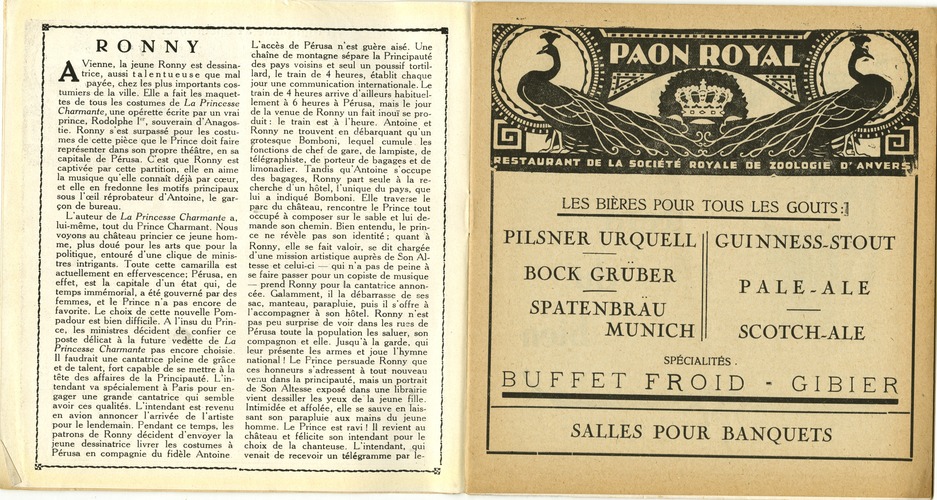 RONNY
A Vienne, la jeune Ronny est dessina-
trice, aussi talentueuse que mal
payée, chez les plus importants cos-
tumiers de la ville. Elle a fait les maquet-
tes de tous les costumes de La Princesse
Charmante, une opérette écrite par un vrai
prince, Rodolphe Ier, souverain d'Anagos-
tie. Ronny s'est surpassé pour les costu-
mes de cette pièce que le Prince doit faire
représenter dans son propre théâtre, en sa
capitale de Pérusa. C'est que Ronny est
captivée par cette partition, elle en aime
la musique qu'elle connaît déjà par cœur,
et elle en fredonne les motifs principaux
sous l'œil réprobateur d'Antoine, le gar-
çon de bureau.
L'auteur de La Princesse Charmante a,
lui-même, tout du Prince Charmant. Nous
voyons au château princier ce jeune hom-
me, plus doué pour les arts que pour la
politique, entouré d'une clique de minis-
tres intrigants. Toute cette camarilla est
actuellement en effervescence; Pérusa, en
effet, est la capitale d'un état qui, de
temps immémorial, a été gouverné par des
femmes, et le Prince n'a pas encore de
favorite. Le choix de cette nouvelle Pom-
padour est bien difficile. A l'insu du Prin-
ce, les ministres décident de confier ce
poste délicat à la future vedette de La
Princesse Charmante pas encore choisie.
Il faudrait une cantatrice pleine de grâce
et de talent, fort capable de se mettre à la
tête des affaires de la Principauté. L'in-
tendant va spécialement à Paris pour en-
gager une grande cantatrice qui semble
avoir ces qualités. L'intendant est revenu
en avion annoncer l'arrivée de l'artiste
pour le lendemain. Pendant ce temps, les
patrons de Ronny décident d'envoyer la
jeune dessinatrice livrer les costumes à
Pérusa en compagnie du fidèle Antoine
L'accès de Pérusa n'est guère aisé. Une
chaîne de montagne sépare la Principauté
des pays voisins et seul un poussif tortil-
lard, le train de 4 heures, établit chaque
jour une communication internationale. Le
train de 4 heures arrive d'ailleurs habituel-
lement à 6 heures à Pérusa, mais le jour
de la venue de Ronny un fait inouï se pro-
duit : le train est à l'heure. Antoine et
Ronny ne trouvent en débarquant qu'un
grotesque Bomboni, lequel cumule les
fonctions de chef de gare, de lampiste, de
télégraphiste, de porteur de bagages et de
limonadier. Tandis qu'Antoine s'occupe
des bagages, Ronny part seule à la re-
cherche d'un hôtel, l'unique du pays, que
lui a indiqué Bomboni. Elle traverse le
parc du château, rencontre le Prince tout
occupé à composer sur le sable et lui de-
mande son chemin. Bien entendu, le prin-
ce ne révèle pas son identité; quant à
Ronny, elle se fait valoir, se dit chargée
d'une mission artistique auprès de Son Al-
tesse et celui-ci — qui n'a pas de peine à
se faire passer pour un copiste de musique
— prend Ronny pour la cantatrice annon-
cée. Galamment, il la débarrasse de ses
sac, manteau, parapluie, puis il s'offre à
l'accompagner à son hôtel. Ronny n'est
pas peu surprise de voir dans les rues de
Pérusa toute la population les saluer, son
compagnon et elle. Jusqu'à la garde, qui
leur présente les armes et joue l'hymne
national ! Le Prince persuade Ronny que
ces honneurs s'adressent à tout nouveau
venu dans la principauté, mais un portrait
de Son Altesse exposé dans une librairie
vient dessiller les yeux de la jeune fille.
Intimidée et affolée, elle se sauve en lais-
sant son parapluie aux mains du jeune
homme. Le Prince est ravi ! Il revient au
château et félicite son intendant pour le
choix de la chanteuse. L'intendant, qui
venait de recevoir un télégramme par le-
PAON ROYAL
RESTAURANT DE LA SOCIÉTÉ ROYALE DE ZOOLOGIE D'ANVERS
LES BIÈRES POUR TOUS LES GOUTS:
PILSNER URQUELL
BOCK GRÜBER
SPATENBRÄU
MUNICH
GUINNESS-STOUT
PALE-ALE
SCOTCH-ALE
SPÉCIALITÉS.
BUFFET FROID - GIBIER
SALLES POUR BANQUETS